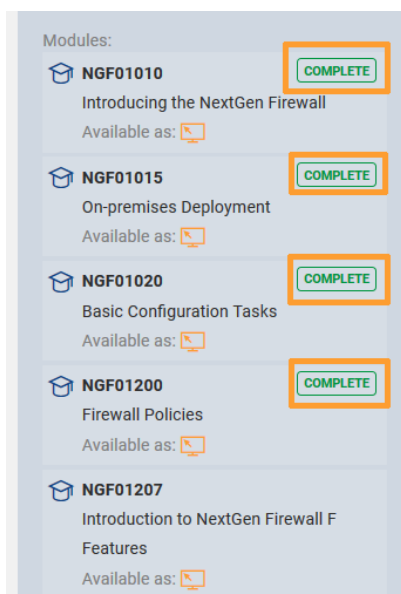 Modules:
NGF01010 COMPLETE
Introducing the NextGen Firewall
Available as:
NGF01015 COMPLETE
On-premises Deployment
Available as:
NGF01020 COMPLETE
Basic Configuration Tasks
Available as:
NGF01200 COMPLETE
Firewall Policies
Available as:
NGF01207
Introduction to NextGen Firewall F
Features
Available as: